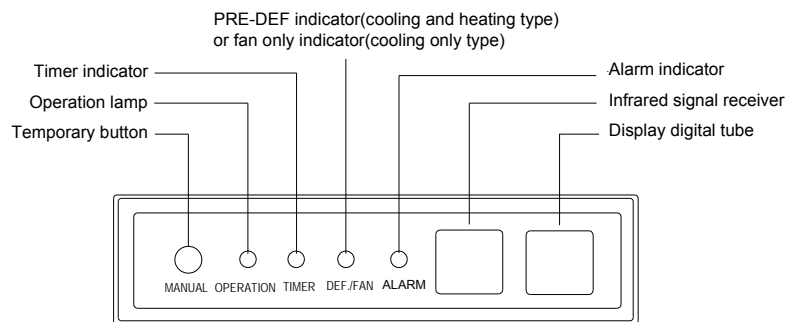 PRE-DEF indicator(cooling and heating type)
or fan only indicator(cooling only type)
Timer indicator
Alarm indicator
Operation lamp
Infrared signal receiver
Temporary button
Display digital tube
MANUAL OPERATION TIMER DEF./FAN ALARM